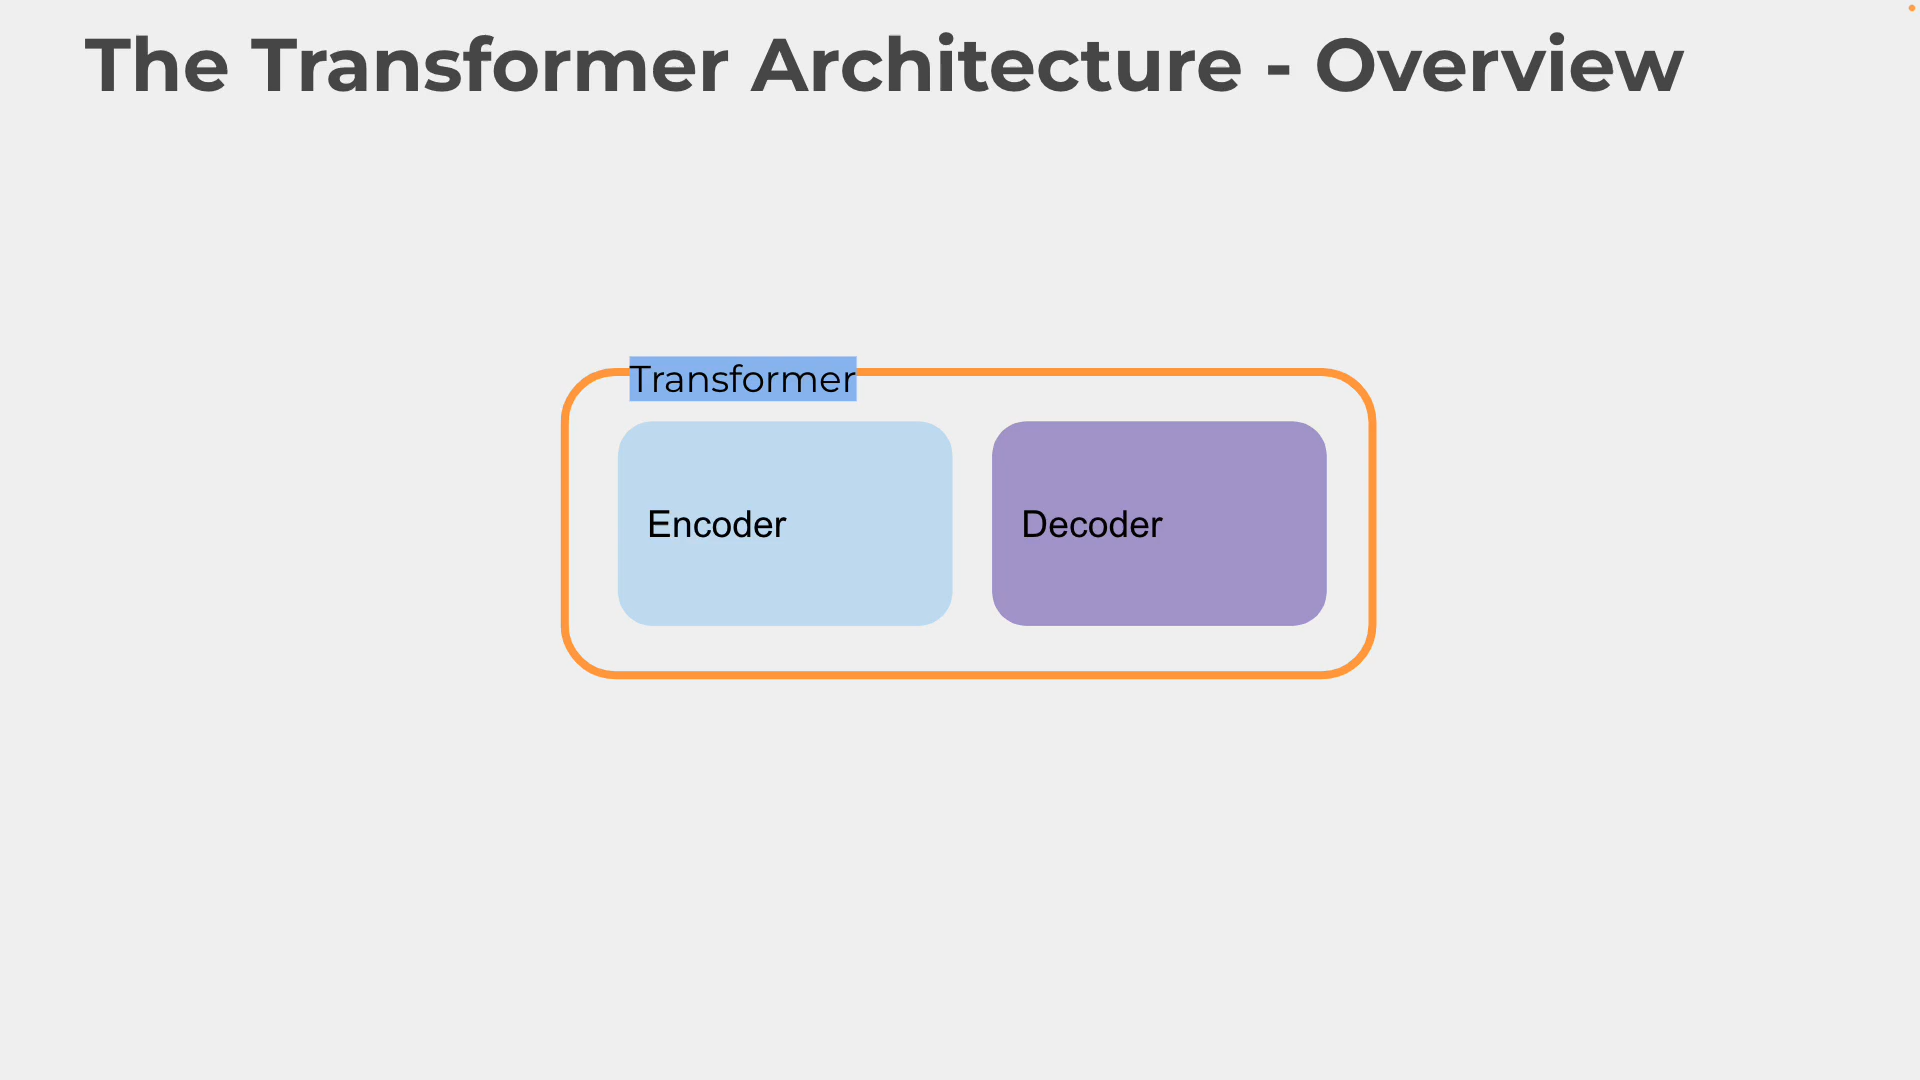 The Transformer Architecture - Overview
Transformer
Encoder
Decoder